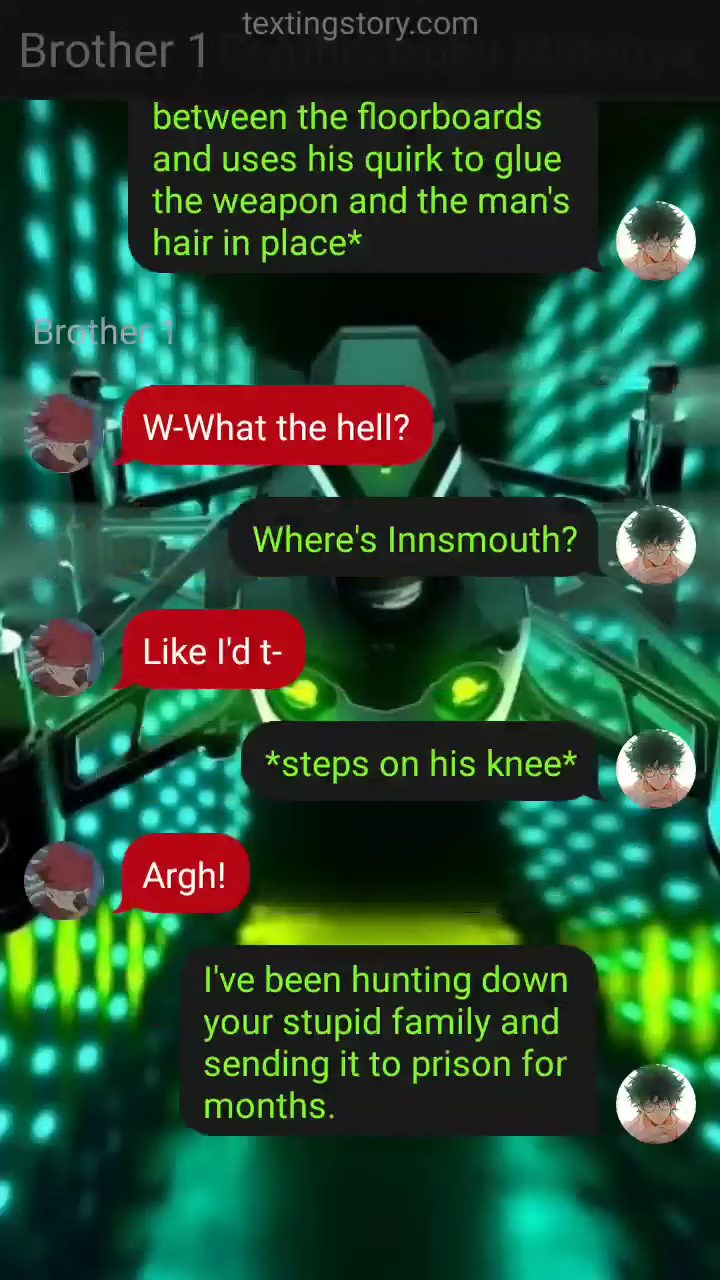 textingstory.com
Brother 1
between the floorboards
and uses his quirk to glue
the weapon and the man's
hair in place*
Brother 1
W-What the hell?
Where's Innsmouth?
Like I'd t-
*steps on his knee*
Argh!
I've been hunting down
your stupid family and
sending it to prison for
months.